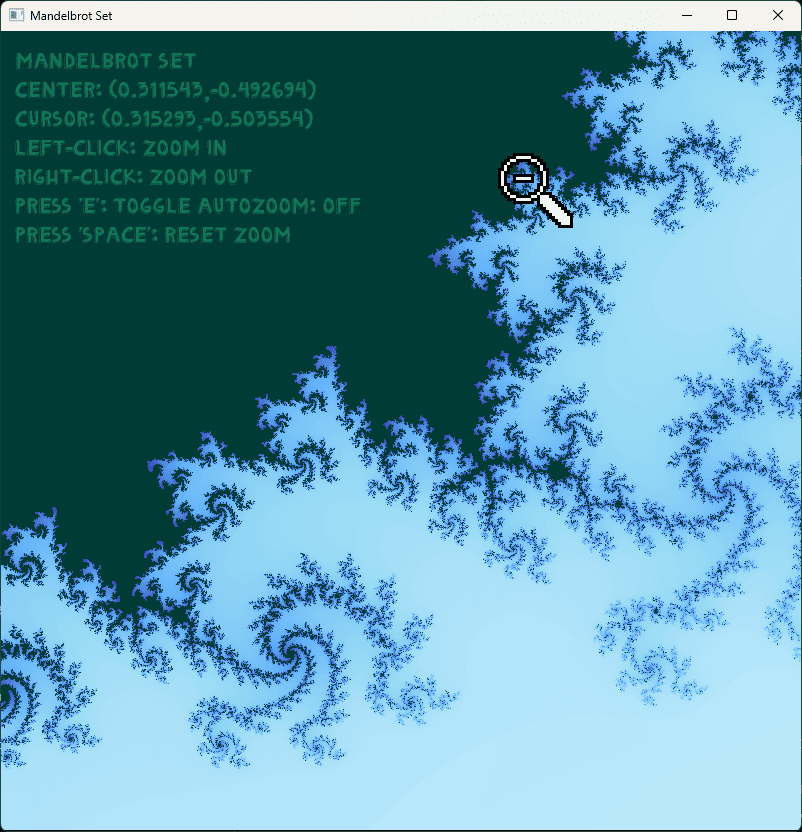 Mandelbrot Set
MANDELBROT SET
CENTER: (0.311543,-0.492694)
CURSOR: (0.315293,-0.503554)
LEFT-CLICK: ZOOM IN
RIGHT-CLICK: ZOOM OUT
PRESS 'E': TOGGLE AUTOZOOM: OFF
PRESS 'SPACE': RESET ZOOM